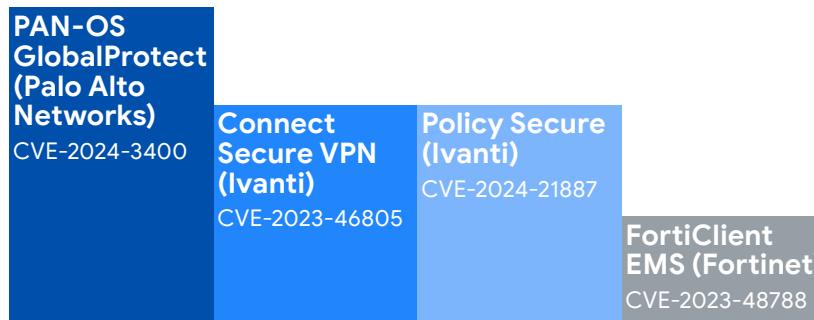 PAN-OS
GlobalProtect
(Palo Alto
Networks)
CVE-2024-3400
Connect
Secure VPN
(Ivanti)
CVE-2023-46805
Policy Secure
(Ivanti)
CVE-2024-21887
FortiClient
EMS (Fortinet
CVE-2023-48788